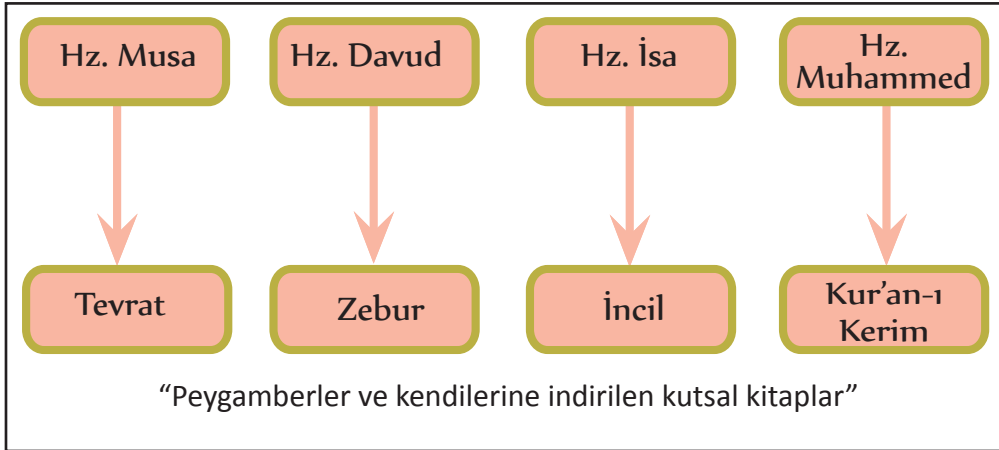 Hz. Musa
Hz. Davud
Hz. İsa
Hz.
Muhammed
Tevrat
Zebur
İncil
Kur’an-ı
Kerim
“Peygamberler ve kendilerine indirilen kutsal kitaplar”